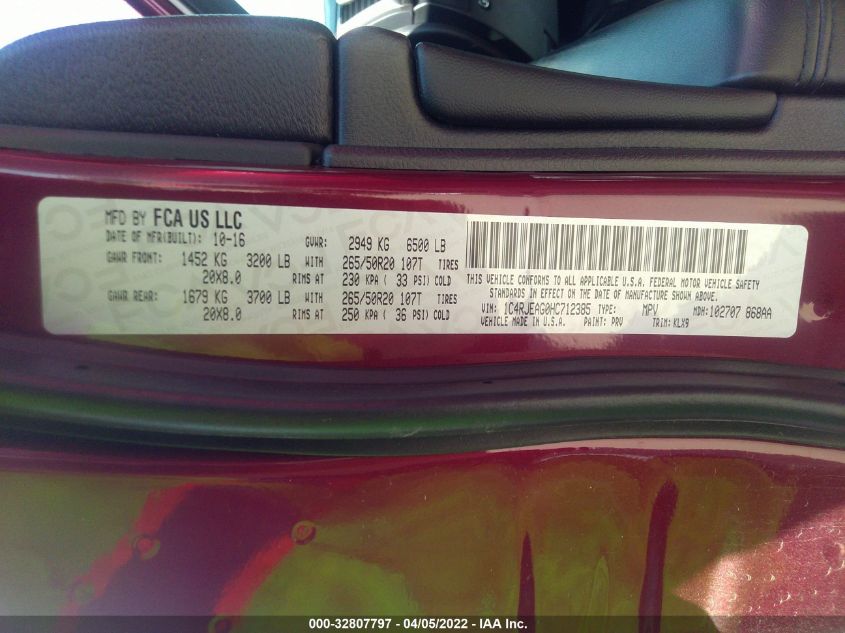 MFD BY FCA US LLC
DATE OF MFR(BUILT): 10-16 GVWR: 2949 KG 6500 LB
GAWR FRONT: 1452 KG 3200 LB WITH 265/50R20 107T TIRES
20X8.0 RIMS AT 230 KPA ( 33 PSI) COLD
GAWR REAR: 1679 KG 3700 LB WITH 265/50R20 107T TIRES
20X8.0 RIMS AT 250 KPA ( 36 PSI) COLD
THIS VEHICLE CONFORMS TO ALL APPLICABLE U.S.A. FEDERAL MOTOR VEHICLE SAFETY
STANDARDS IN EFFECT ON THE DATE OF MANUFACTURE SHOWN ABOVE.
VIN: 1C4RJEAG0HC712385 TYPE: MPV MDH:102707 868AA
VEHICLE MADE IN U.S.A. PAINT: PRV TRIM: KLX9
000-32807797 - 04/05/2022 - IAA Inc.